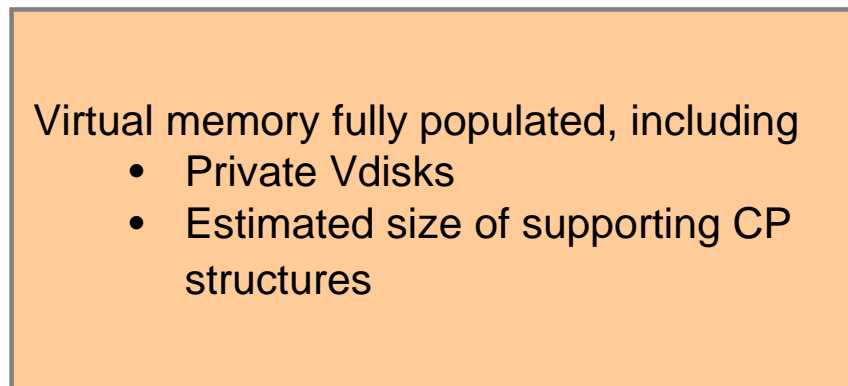 Virtual memory fully populated, including
• Private Vdisks
• Estimated size of supporting CP
structures